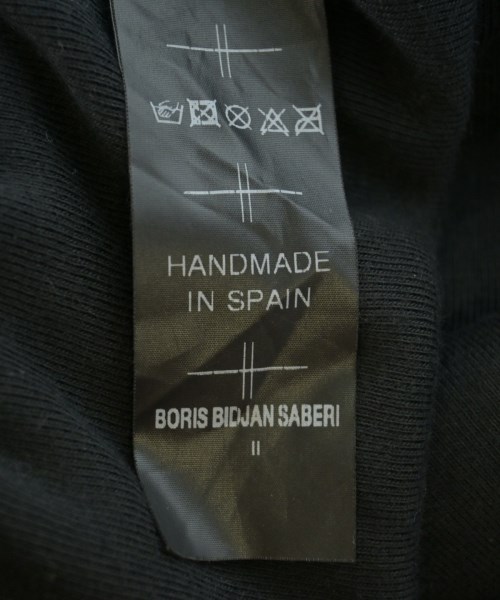 HANDMADE
IN SPAIN
BORIS BIDJAN SABERI
II